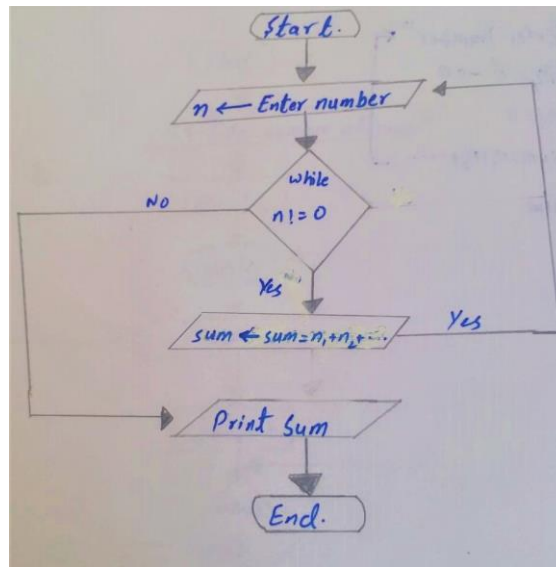 Start.
n ← Enter number
while
n != 0
NO
Yes
sum ← sum = n₁ + n₂ + ....
Yes
Print Sum
End.